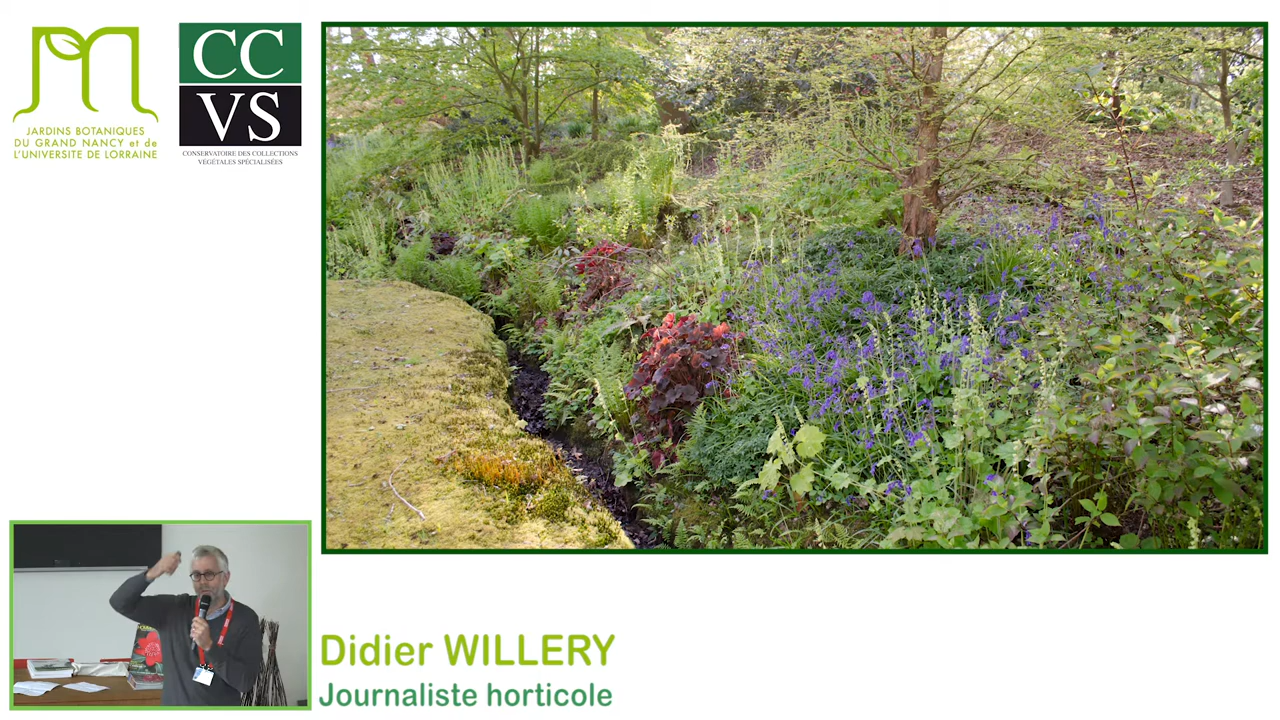 JARDINS BOTANIQUES
DU GRAND NANCY et de
L'UNIVERSITE DE LORRAINE
CC
VS
CONSERVATOIRE DES COLLECTIONS
VÉGÉTALES SPÉCIALISÉES
Didier WILLERY
Journaliste horticole